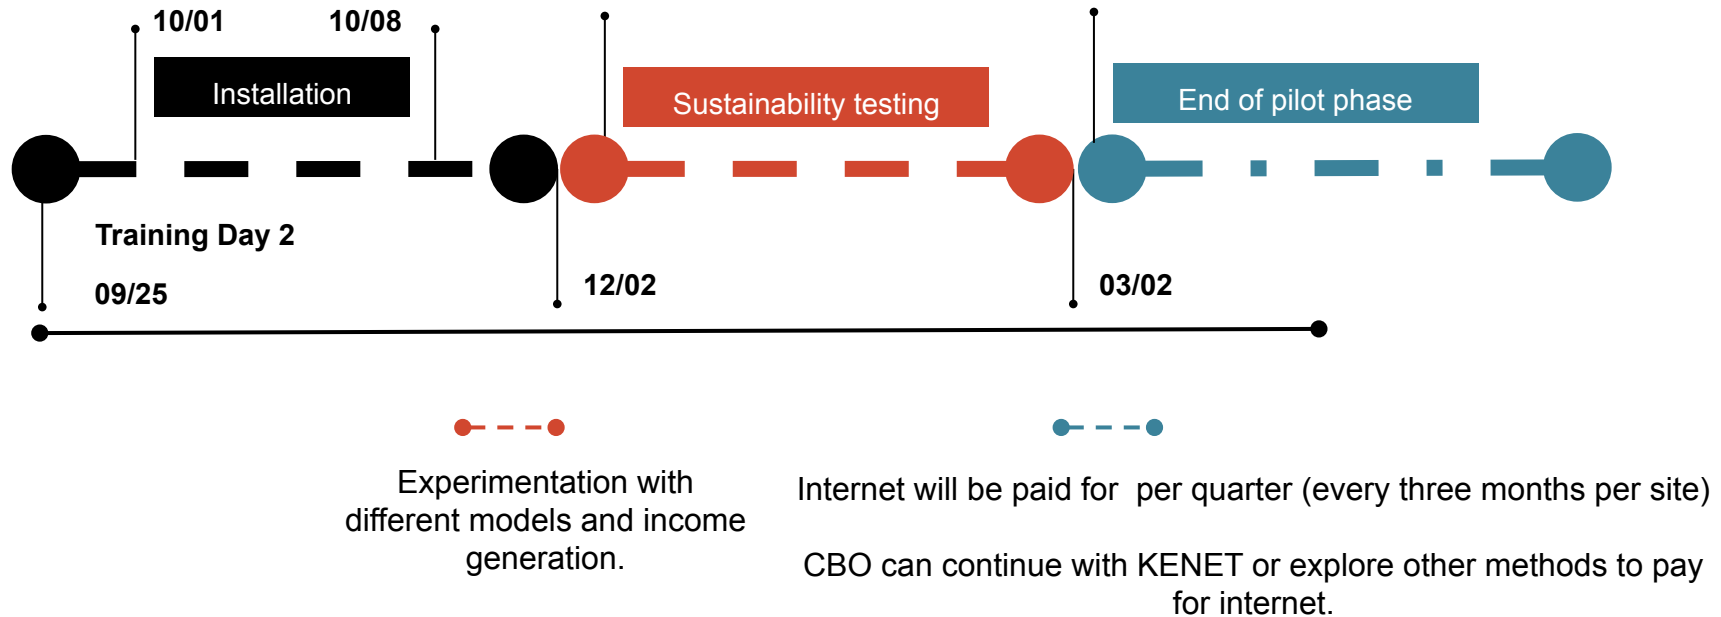 10/01
10/08
Installation
Sustainability testing
End of pilot phase
Training Day 2
09/25
12/02
03/02
Experimentation with
different models and income
generation.
Internet will be paid for  per quarter (every three months per site)
CBO can continue with KENET or explore other methods to pay
for internet.